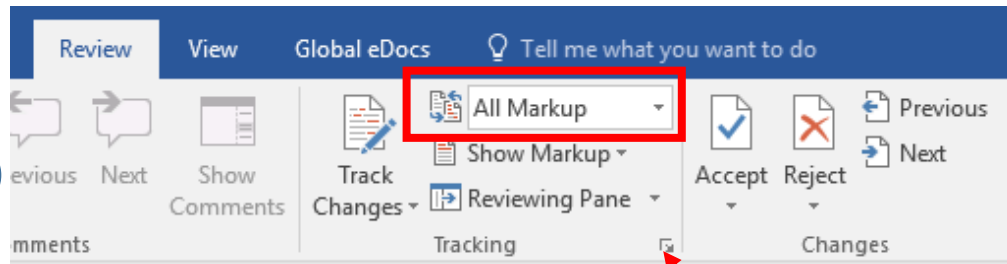 Review View Global eDocs Tell me what you want to do
All Markup Previous
Show Markup Next
evious Next Show Track Reviewing Pane Accept Reject
Comments Changes
mments Tracking Changes